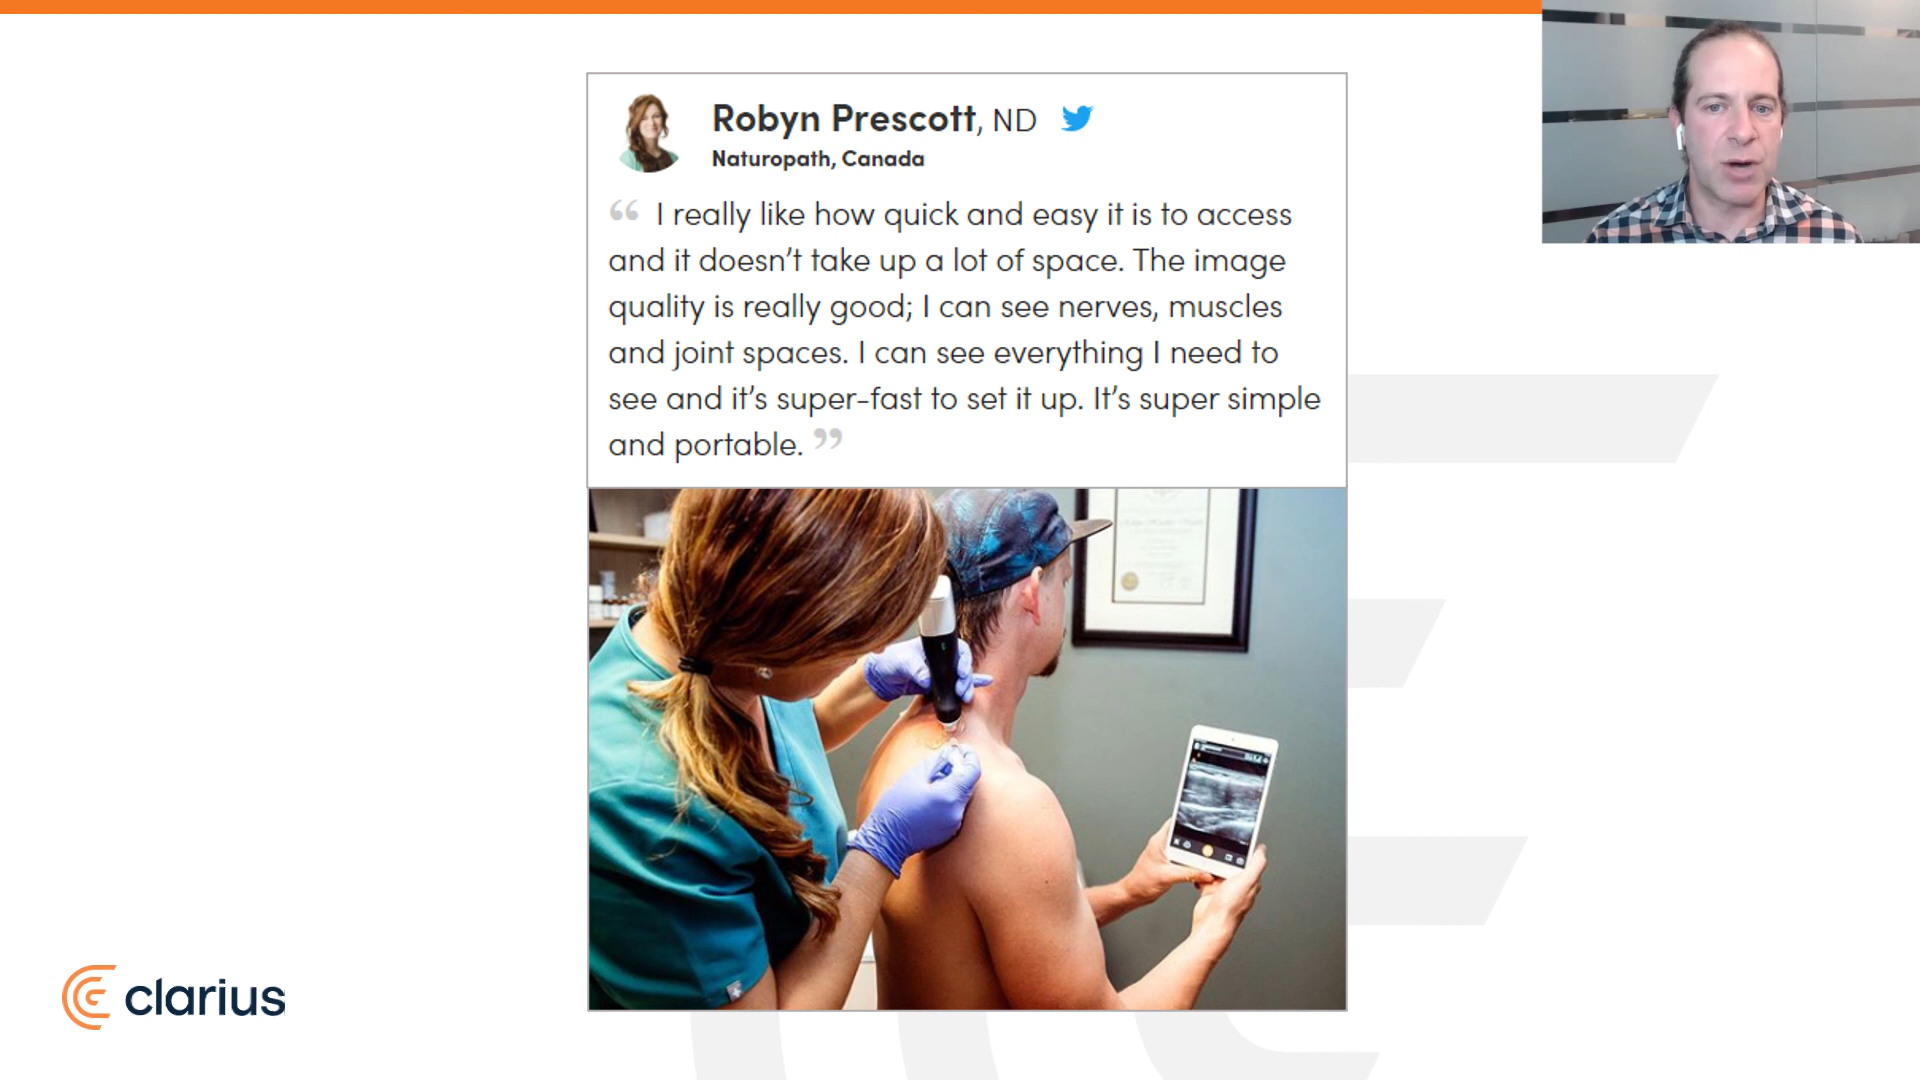 Robyn Prescott, ND
Naturopath, Canada
“ I really like how quick and easy it is to access
and it doesn’t take up a lot of space. The image
quality is really good; I can see nerves, muscles
and joint spaces. I can see everything I need to
see and it’s super-fast to set it up. It’s super simple
and portable. ”
clarius